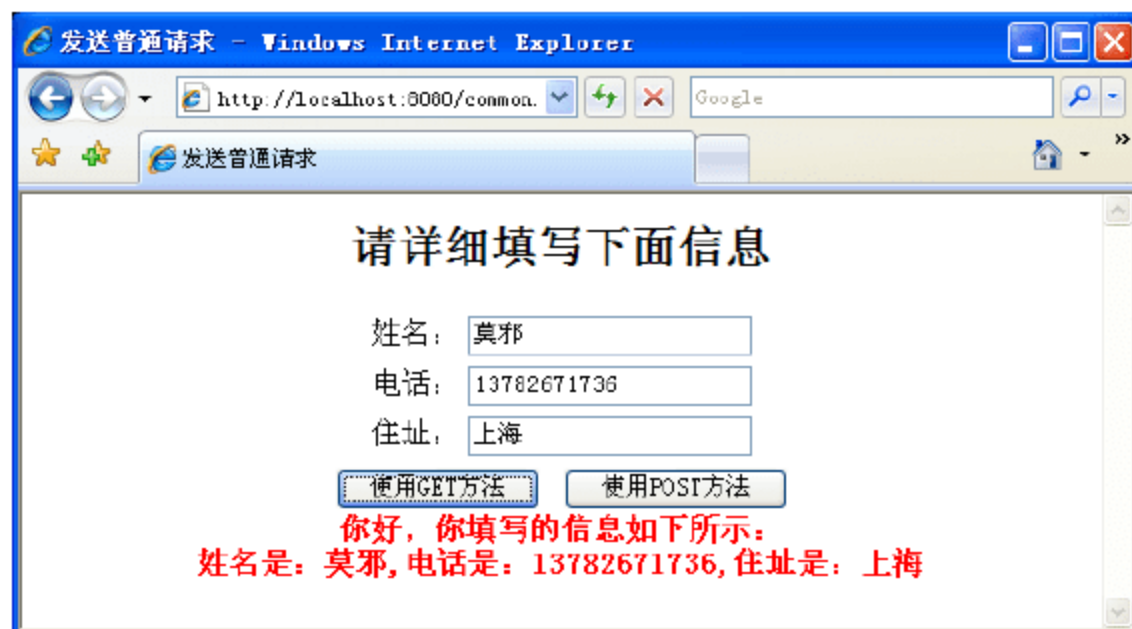 发送普通请求 - Windows Internet Explorer
http://localhost:8080/common.
Google
发送普通请求
»
请详细填写下面信息
姓名： 莫邪
电话： 13782671736
住址： 上海
使用GET方法 使用POST方法
你好，你填写的信息如下所示：
姓名是：莫邪,电话是：13782671736,住址是：上海